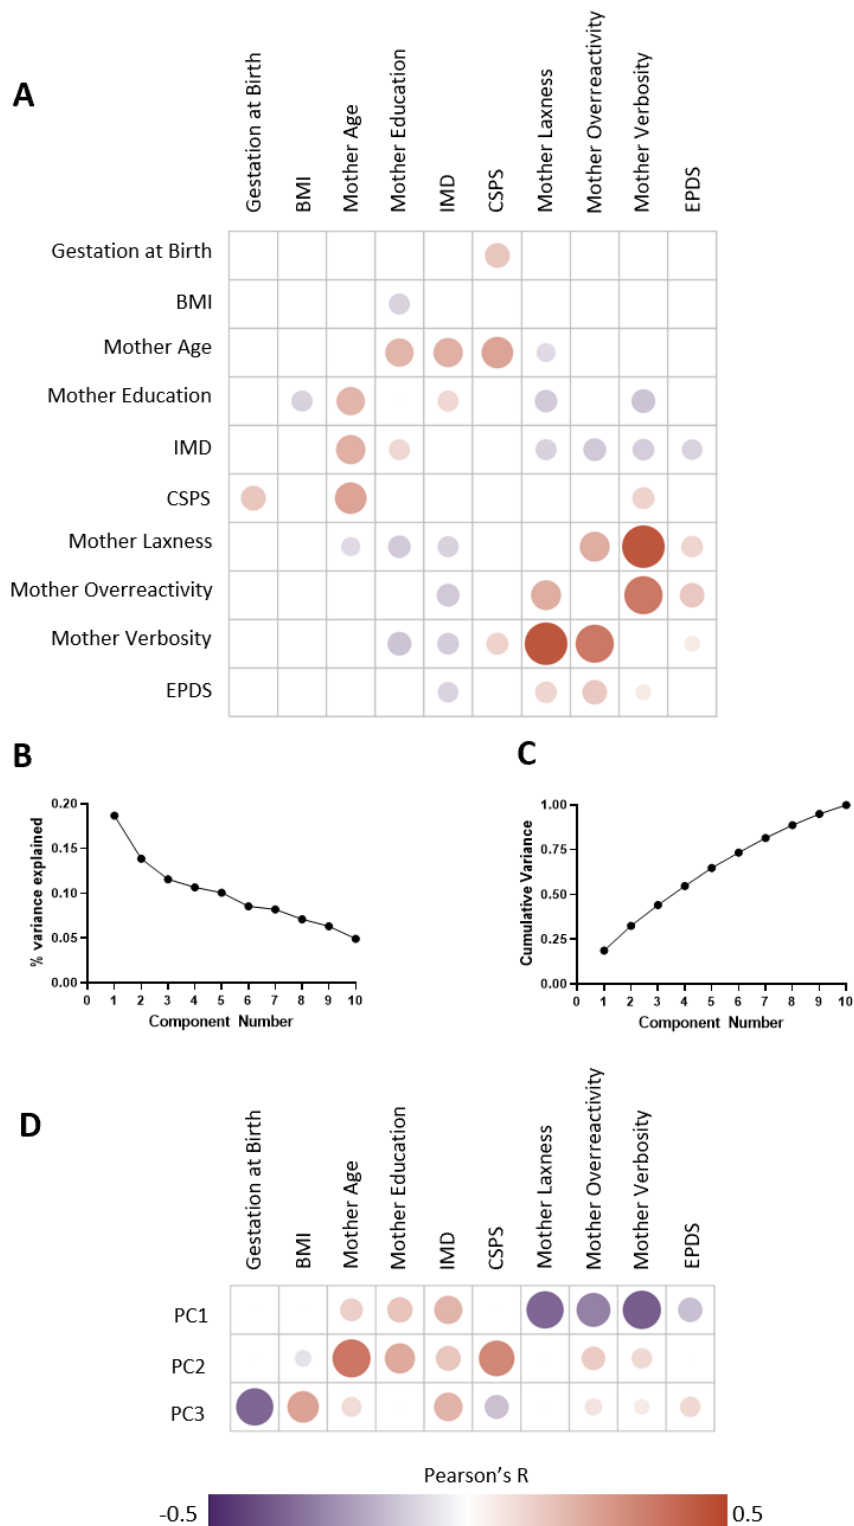 A
Gestation at Birth
BMI
Mother Age
Mother Education
IMD
CSPS
Mother Laxness
Mother Overreactivity
Mother Verbosity
EPDS
Gestation at Birth
BMI
Mother Age
Mother Education
IMD
CSPS
Mother Laxness
Mother Overreactivity
Mother Verbosity
EPDS
B
% variance explained
0.20
0.15
0.10
0.05
0.00
0 1 2 3 4 5 6 7 8 9 10
Component Number
C
Cumulative Variance
1.00
0.75
0.50
0.25
0.00
0 1 2 3 4 5 6 7 8 9 10
Component Number
D
Gestation at Birth
BMI
Mother Age
Mother Education
IMD
CSPS
Mother Laxness
Mother Overreactivity
Mother Verbosity
EPDS
PC1
PC2
PC3
Pearson's R
-0.5 0.5